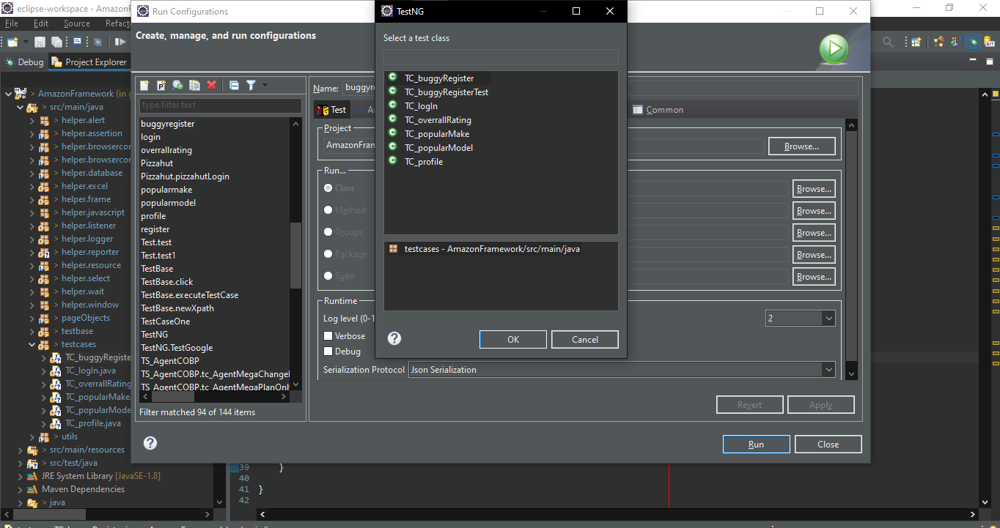 eclipse-workspace - Amazon
File Edit Source Refact
Debug
Project Explorer
> AmazonFramework (in g
> src/main/java
> helper.alert
> helper.assertion
> helper.browsercon
> helper.browsercon
> helper.database
> helper.excel
> helper.frame
> helper.javascript
> helper.listener
> helper.logger
> helper.reporter
> helper.resource
> helper.select
> helper.wait
> helper.window
> pageObjects
> testbase
> testcases
TC_buggyRegiste
> TC_logIn.java
> TC_overrallRating
> TC_popularMake.
> TC_popularMode
> TC_profile.java
> utils
> src/main/resources
> src/test/java
JRE System Library [JavaSE-1.8]
Maven Dependencies
> java
Run Configurations
Create, manage, and run configurations
type filter text
buggyregister
login
overrallrating
Pizzahut
Pizzahut.pizzahutLogin
popularmake
popularmodel
profile
register
Test.test
Test.test1
TestBase
TestBase.click
TestBase.executeTestCase
TestBase.newXpath
TestCaseOne
TestNG
TestNG.TestGoogle
TS_AgentCOBP
TS_AgentCOBP.tc_AgentMegaChangel
TS_AgentCOBP.tc_AgentMegaPlanOnl
Filter matched 94 of 144 items
Name: buggyr
Test
Common
Project
AmazonFran
Browse...
Run...
Class
Browse...
Method
Browse...
Groups
Browse...
Package
Browse...
Suite
Browse...
Runtime
Log level (0-1
2
Verbose
Debug
Serialization Protocol
Json Serialization
Revert
Apply
Run
Close
TestNG
Select a test class
TC_buggyRegister
TC_buggyRegisterTest
TC_logIn
TC_overrallRating
TC_popularMake
TC_popularModel
TC_profile
testcases - AmazonFramework/src/main/java
OK
Cancel
39 }
40
41 }
42